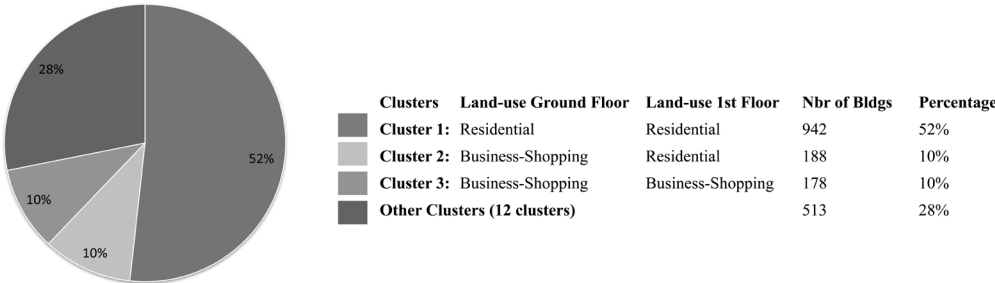 28%
52%
10%
10%
Clusters Land-use Ground Floor Land-use 1st Floor Nbr of Bldgs Percentage
Cluster 1: Residential Residential 942 52%
Cluster 2: Business-Shopping Residential 188 10%
Cluster 3: Business-Shopping Business-Shopping 178 10%
Other Clusters (12 clusters) 513 28%